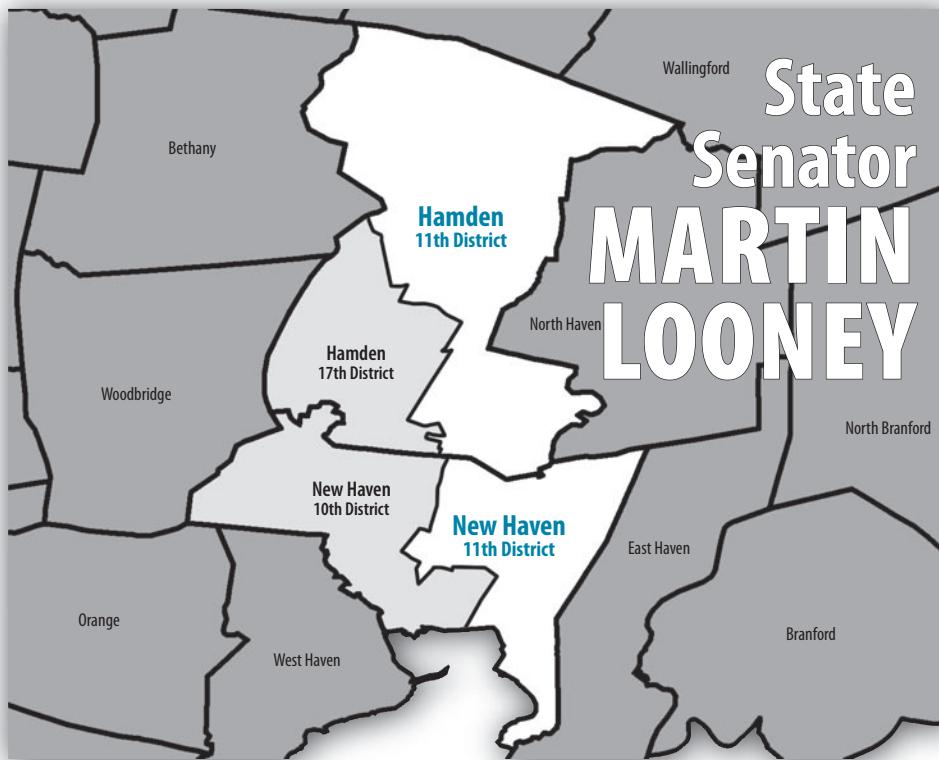 Wallingford
State
Senator
MARTIN
LOONEY
Bethany
Hamden
11th District
North Haven
Hamden
17th District
Woodbridge
North Branford
New Haven
10th District
New Haven
11th District
East Haven
Orange
West Haven
Branford